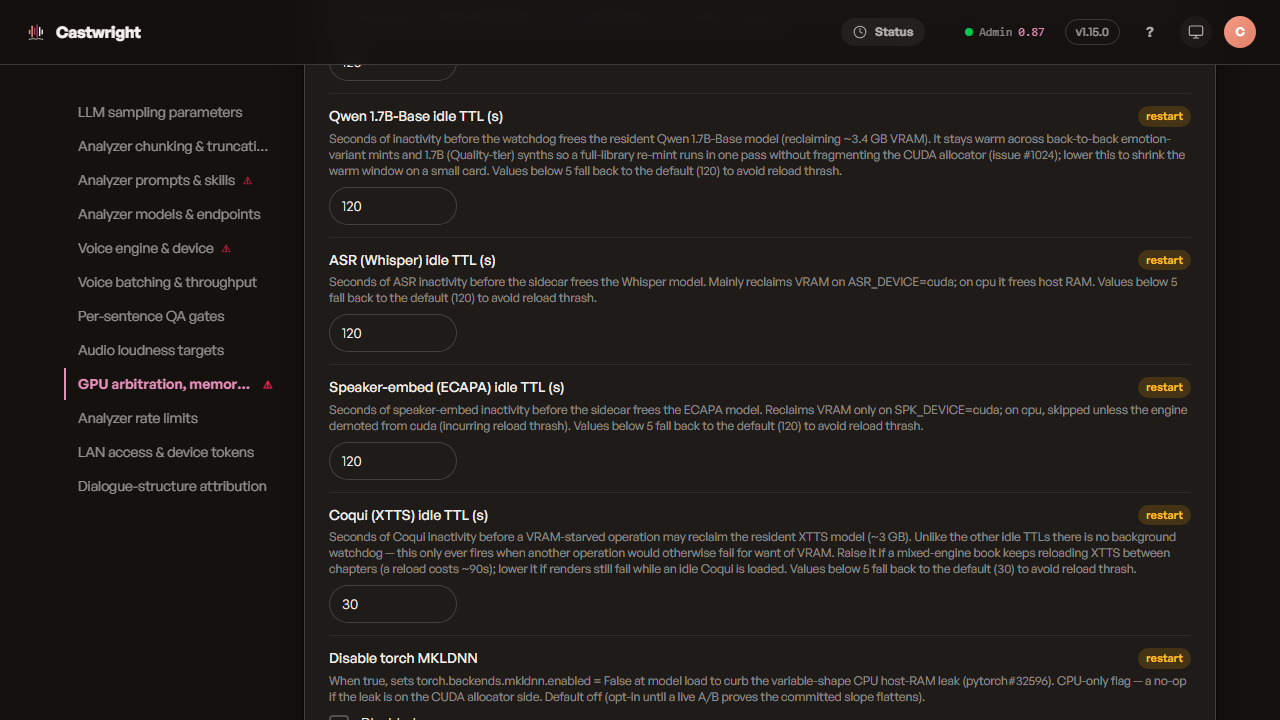 Castwright
Status
Admin 0.87
v1.15.0
?
C
LLM sampling parameters
Analyzer chunking & truncati...
Analyzer prompts & skills
Analyzer models & endpoints
Voice engine & device
Voice batching & throughput
Per-sentence QA gates
Audio loudness targets
GPU arbitration, memor...
Analyzer rate limits
LAN access & device tokens
Dialogue-structure attribution
Qwen 1.7B-Base idle TTL (s)
restart
Seconds of inactivity before the watchdog frees the resident Qwen 1.7B-Base model (reclaiming ~3.4 GB VRAM). It stays warm across back-to-back emotion-
variant mints and 1.7B (Quality-tier) synths so a full-library re-mint runs in one pass without fragmenting the CUDA allocator (issue #1024); lower this to shrink the
warm window on a small card. Values below 5 fall back to the default (120) to avoid reload thrash.
120
ASR (Whisper) idle TTL (s)
restart
Seconds of ASR inactivity before the sidecar frees the Whisper model. Mainly reclaims VRAM on ASR_DEVICE=cuda; on cpu it frees host RAM. Values below 5
fall back to the default (120) to avoid reload thrash.
120
Speaker-embed (ECAPA) idle TTL (s)
restart
Seconds of speaker-embed inactivity before the sidecar frees the ECAPA model. Reclaims VRAM only on SPK_DEVICE=cuda; on cpu, skipped unless the engine
demoted from cuda (incurring reload thrash). Values below 5 fall back to the default (120) to avoid reload thrash.
120
Coqui (XTTS) idle TTL (s)
restart
Seconds of Coqui inactivity before a VRAM-starved operation may reclaim the resident XTTS model (~3 GB). Unlike the other idle TTLs there is no background
watchdog — this only ever fires when another operation would otherwise fail for want of VRAM. Raise it if a mixed-engine book keeps reloading XTTS between
chapters (a reload costs ~90s); lower it if renders still fail while an idle Coqui is loaded. Values below 5 fall back to the default (30) to avoid reload thrash.
30
Disable torch MKLDNN
restart
When true, sets torch.backends.mkldnn.enabled = False at model load to curb the variable-shape CPU host-RAM leak (pytorch#32596). CPU-only flag — a no-op
if the leak is on the CUDA allocator side. Default off (opt-in until a live A/B proves the committed slope flattens).